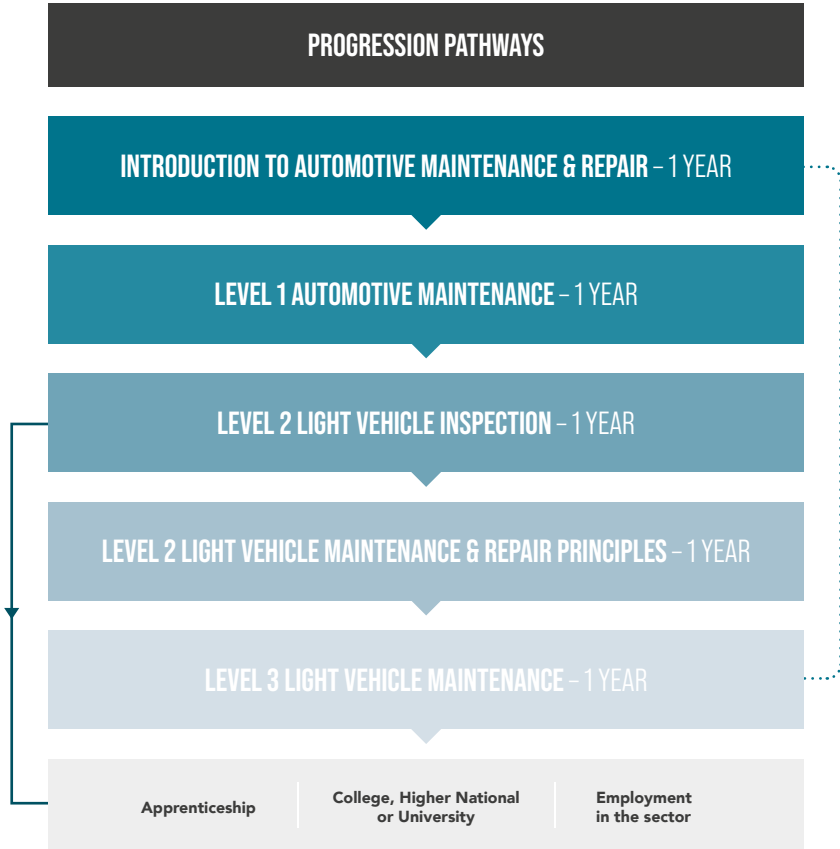 PROGRESSION PATHWAYS
INTRODUCTION TO AUTOMOTIVE MAINTENANCE & REPAIR – 1 YEAR
LEVEL 1 AUTOMOTIVE MAINTENANCE – 1 YEAR
LEVEL 2 LIGHT VEHICLE INSPECTION – 1 YEAR
LEVEL 2 LIGHT VEHICLE MAINTENANCE & REPAIR PRINCIPLES – 1 YEAR
LEVEL 3 LIGHT VEHICLE MAINTENANCE – 1 YEAR
Apprenticeship
College, Higher National
or University
Employment
in the sector